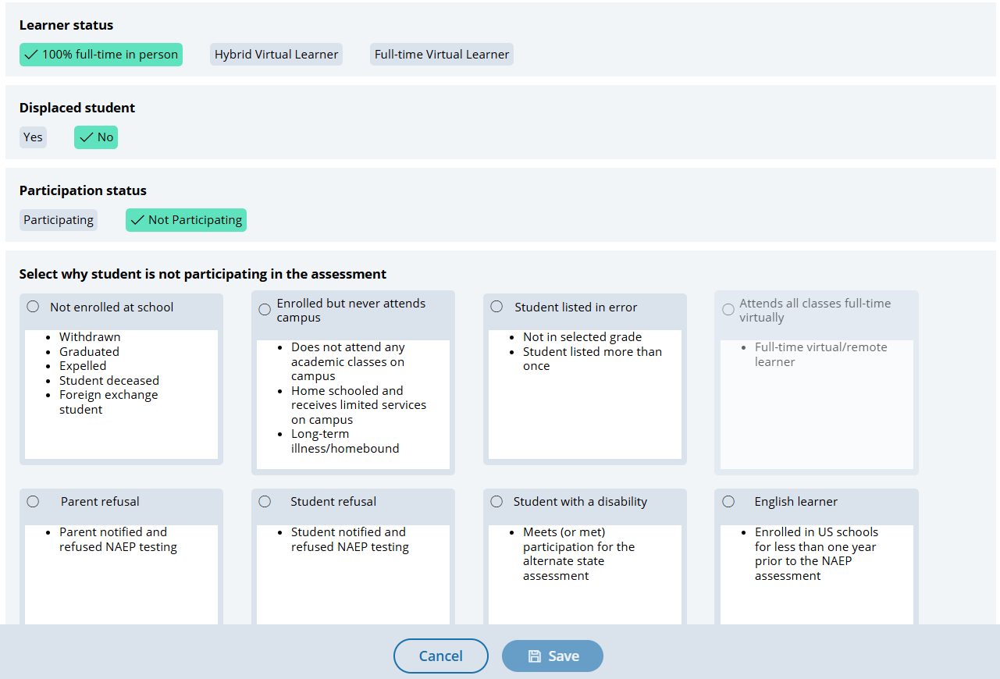 Learner status
100% full-time in person
Hybrid Virtual Learner
Full-time Virtual Learner
Displaced student
Yes
No
Participation status
Participating
Not Participating
Select why student is not participating in the assessment
Not enrolled at school
Withdrawn
Graduated
Expelled
Student deceased
Foreign exchange
student
Enrolled but never attends
campus
Does not attend any
academic classes on
campus
Home schooled and
receives limited services
on campus
Long-term
illness/homebound
Student listed in error
Not in selected grade
Student listed more than
once
Attends all classes full-time
virtually
Full-time virtual/remote
learner
Parent refusal
Parent notified and
refused NAEP testing
Student refusal
Student notified and
refused NAEP testing
Student with a disability
Meets (or met)
participation for the
alternate state
assessment
English learner
Enrolled in US schools
for less than one year
prior to the NAEP
assessment
Cancel
Save